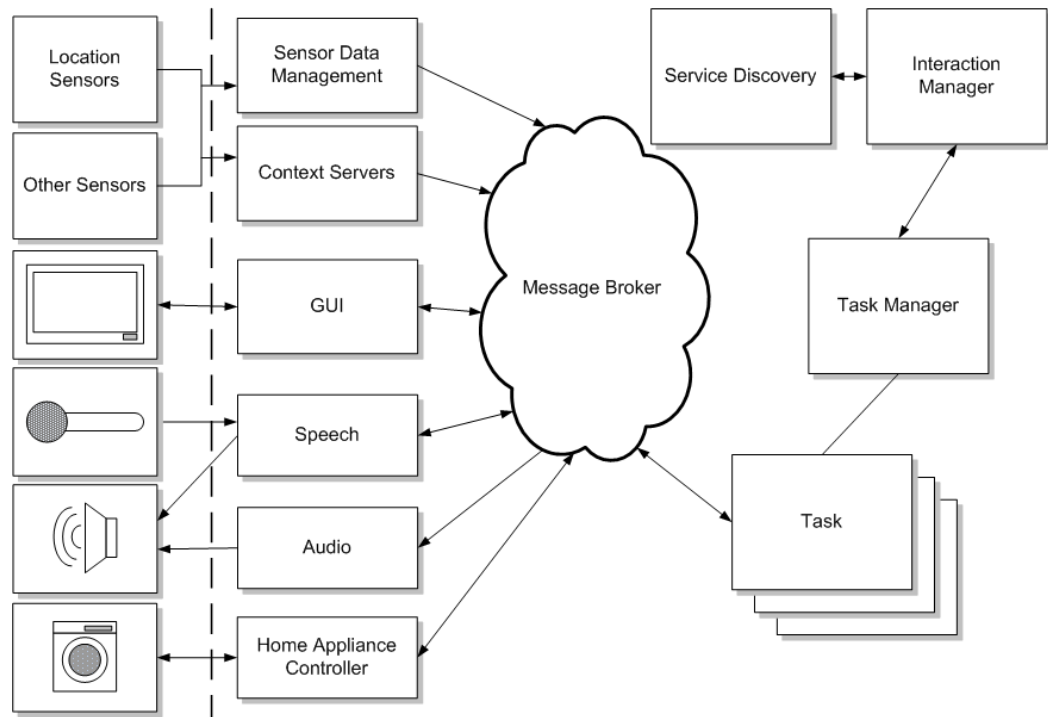 Location
Sensors
Sensor Data
Management
Service Discovery
Interaction
Manager
Other Sensors
Context Servers
GUI
Message Broker
Task Manager
Speech
Audio
Task
Home Appliance
Controller